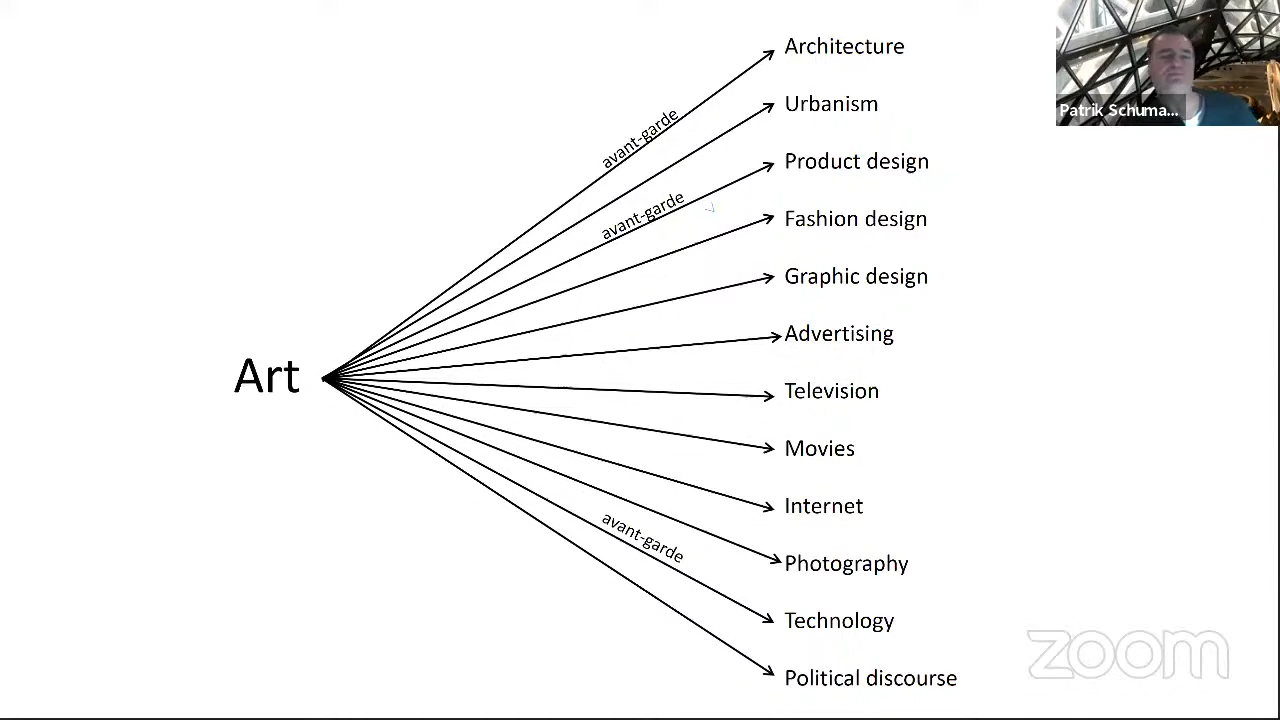 Architecture
Patrik Schuma...
Urbanism
avant-garde
Product design
avant-garde
Fashion design
Graphic design
Advertising
Art
Television
Movies
Internet
avant-garde
Photography
Technology
zoom
Political discourse